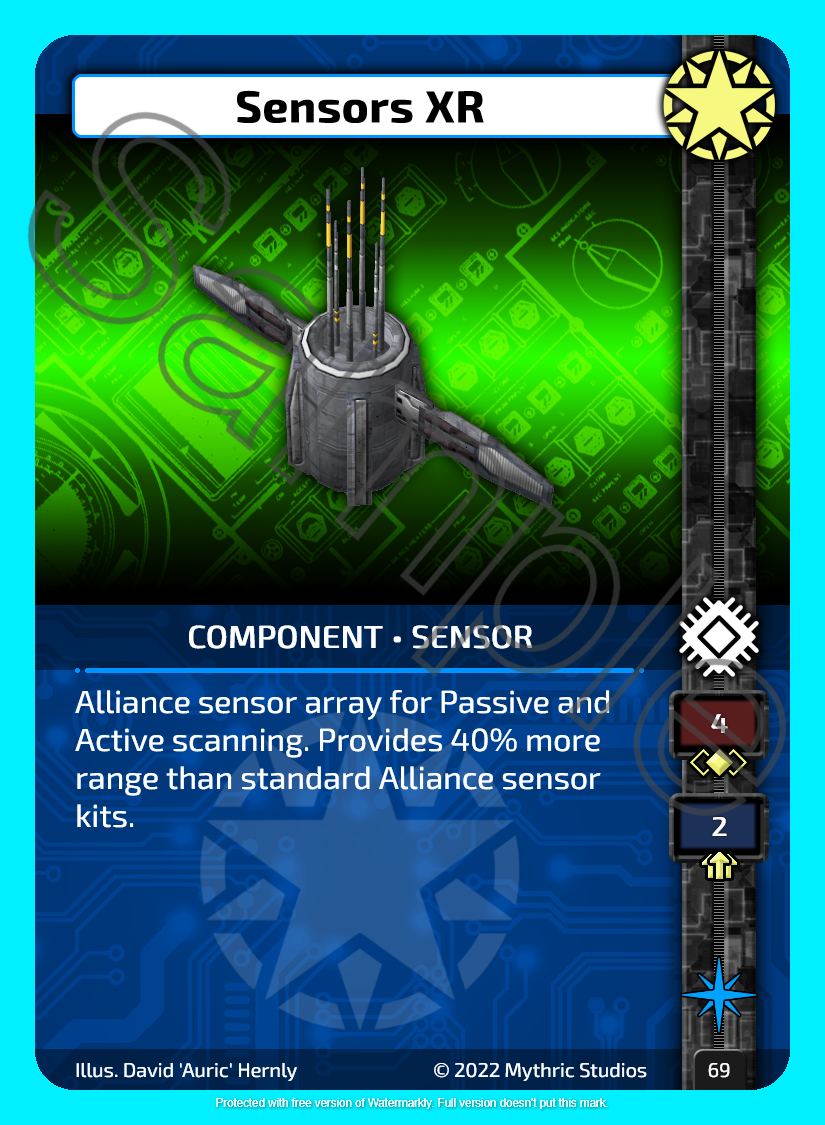 Sensors XR
COMPONENT • SENSOR
Alliance sensor array for Passive and
Active scanning. Provides 40% more
range than standard Alliance sensor
kits.
4
2
Illus. David 'Auric' Hernly
© 2022 Mythric Studios
69
Sample
Protected with free version of Watermarkly. Full version doesn't put this mark.